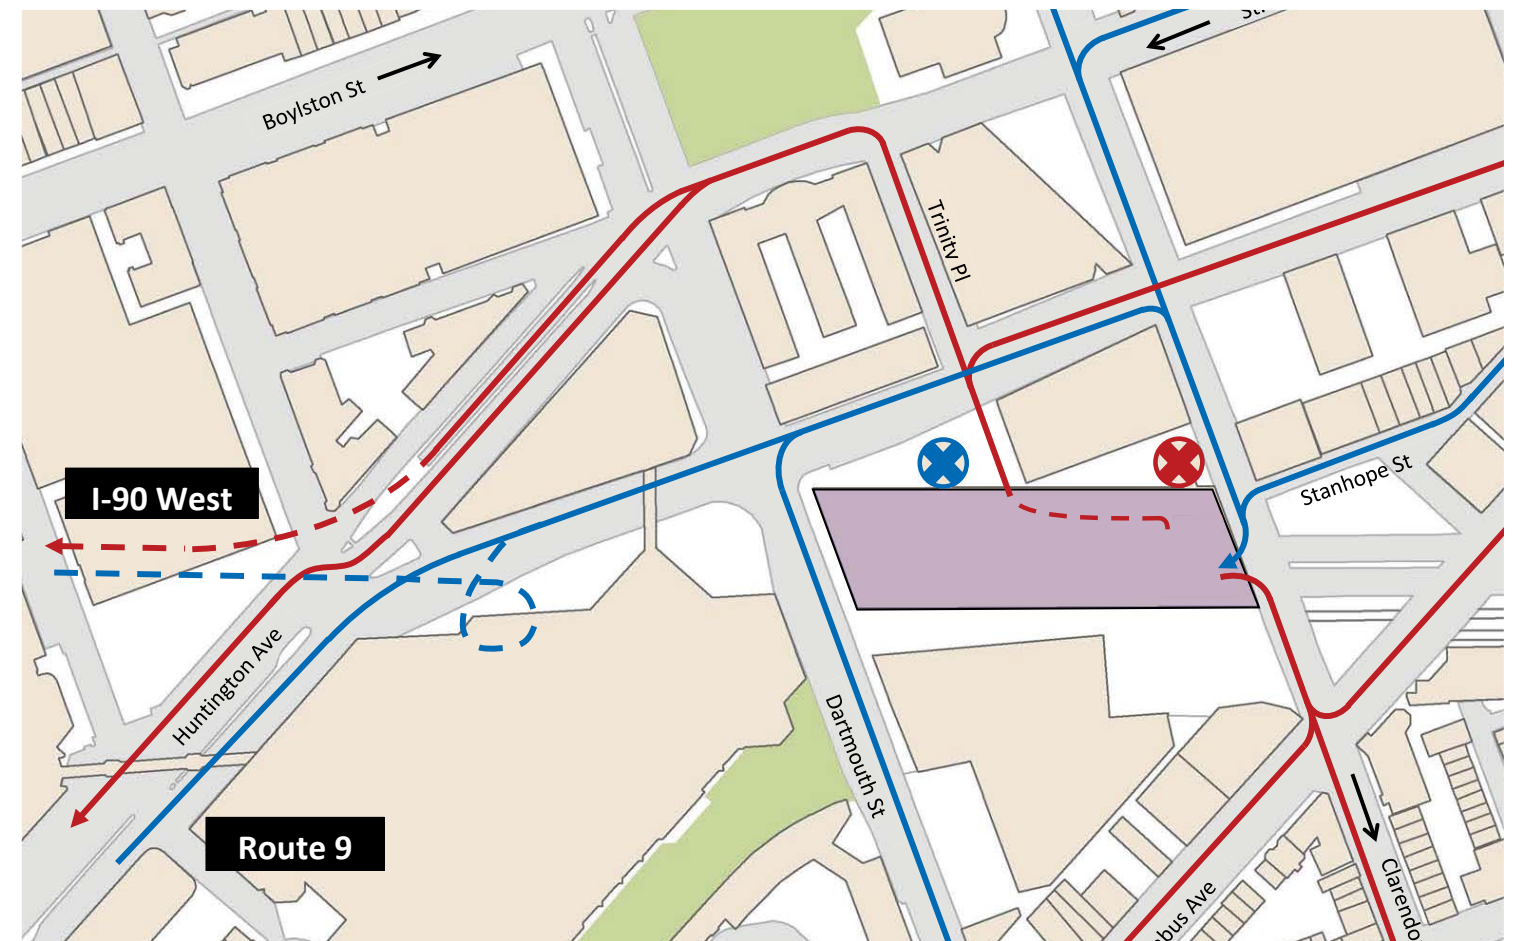 Boylston St
Trinity Pl
I-90 West
Stanhope St
Huntington Ave
Dartmouth St
Route 9